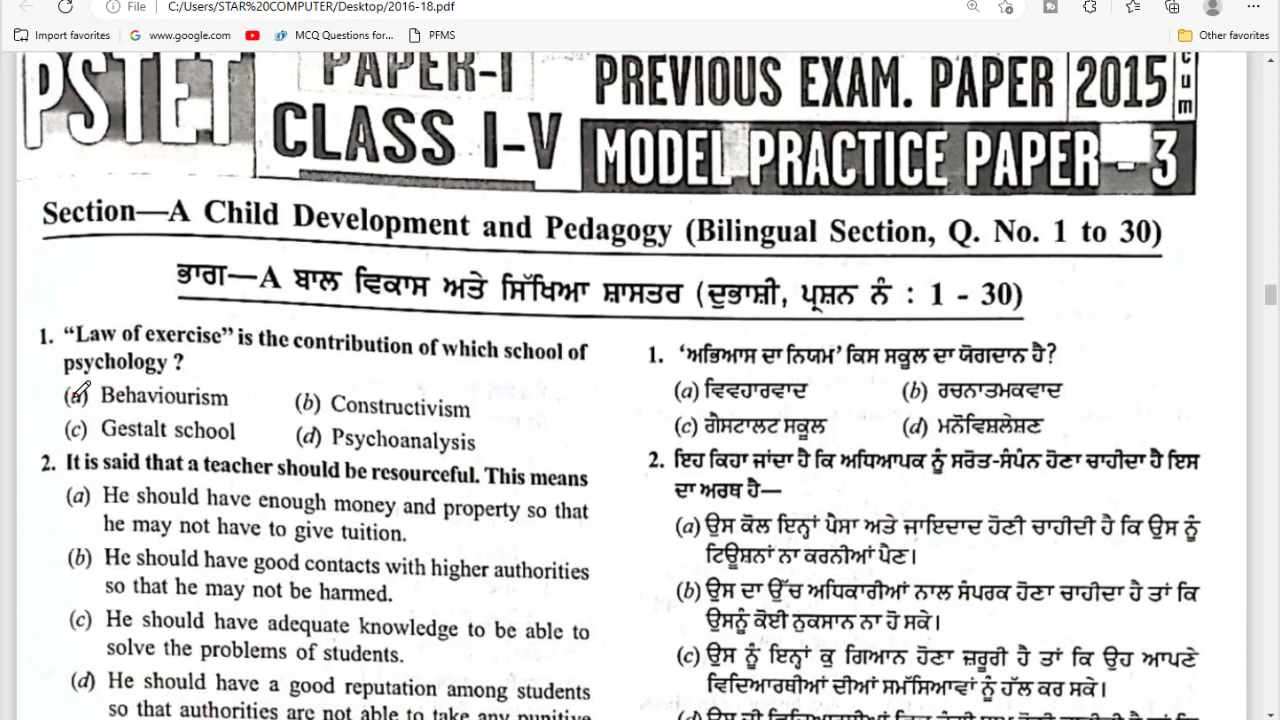 File C:/Users/STAR%20COMPUTER/Desktop/2016-18.pdf
Import favorites www.google.com MCQ Questions for... PFMS Other favorites
PSTET PAPER-I CLASS I-V PREVIOUS EXAM. PAPER 2015 cum
MODEL PRACTICE PAPER - 3
Section—A Child Development and Pedagogy (Bilingual Section, Q. No. 1 to 30)
ਭਾਗ—A ਬਾਲ ਵਿਕਾਸ ਅਤੇ ਸਿੱਖਿਆ ਸ਼ਾਸਤਰ (ਦੁਭਾਸ਼ੀ, ਪ੍ਰਸ਼ਨ ਨੰ : 1 - 30)
1. “Law of exercise” is the contribution of which school of
psychology ?
(a) Behaviourism (b) Constructivism
(c) Gestalt school (d) Psychoanalysis
2. It is said that a teacher should be resourceful. This means
(a) He should have enough money and property so that
he may not have to give tuition.
(b) He should have good contacts with higher authorities
so that he may not be harmed.
(c) He should have adequate knowledge to be able to
solve the problems of students.
(d) He should have a good reputation among students
so that authorities are not able to take any punitive
1. ‘ਅਭਿਆਸ ਦਾ ਨਿਯਮ’ ਕਿਸ ਸਕੂਲ ਦਾ ਯੋਗਦਾਨ ਹੈ?
(a) ਵਿਵਹਾਰਵਾਦ (b) ਰਚਨਾਤਮਕਵਾਦ
(c) ਗੈਸਟਾਲਟ ਸਕੂਲ (d) ਮਨੋਵਿਸ਼ਲੇਸ਼ਣ
2. ਇਹ ਕਿਹਾ ਜਾਂਦਾ ਹੈ ਕਿ ਅਧਿਆਪਕ ਨੂੰ ਸਰੋਤ-ਸੰਪੰਨ ਹੋਣਾ ਚਾਹੀਦਾ ਹੈ ਇਸ
ਦਾ ਅਰਥ ਹੈ—
(a) ਉਸ ਕੋਲ ਇਨ੍ਹਾਂ ਪੈਸਾ ਅਤੇ ਜਾਇਦਾਦ ਹੋਣੀ ਚਾਹੀਦੀ ਹੈ ਕਿ ਉਸ ਨੂੰ
ਟਿਊਸ਼ਨਾਂ ਨਾ ਕਰਨੀਆਂ ਪੈਣ।
(b) ਉਸ ਦਾ ਉੱਚ ਅਧਿਕਾਰੀਆਂ ਨਾਲ ਸੰਪਰਕ ਹੋਣਾ ਚਾਹੀਦਾ ਹੈ ਤਾਂ ਕਿ
ਉਸਨੂੰ ਕੋਈ ਨੁਕਸਾਨ ਨਾ ਹੋ ਸਕੇ।
(c) ਉਸ ਨੂੰ ਇਨ੍ਹਾਂ ਕੁ ਗਿਆਨ ਹੋਣਾ ਜ਼ਰੂਰੀ ਹੈ ਤਾਂ ਕਿ ਉਹ ਆਪਣੇ
ਵਿਦਿਆਰਥੀਆਂ ਦੀਆਂ ਸਮੱਸਿਆਵਾਂ ਨੂੰ ਹੱਲ ਕਰ ਸਕੇ।